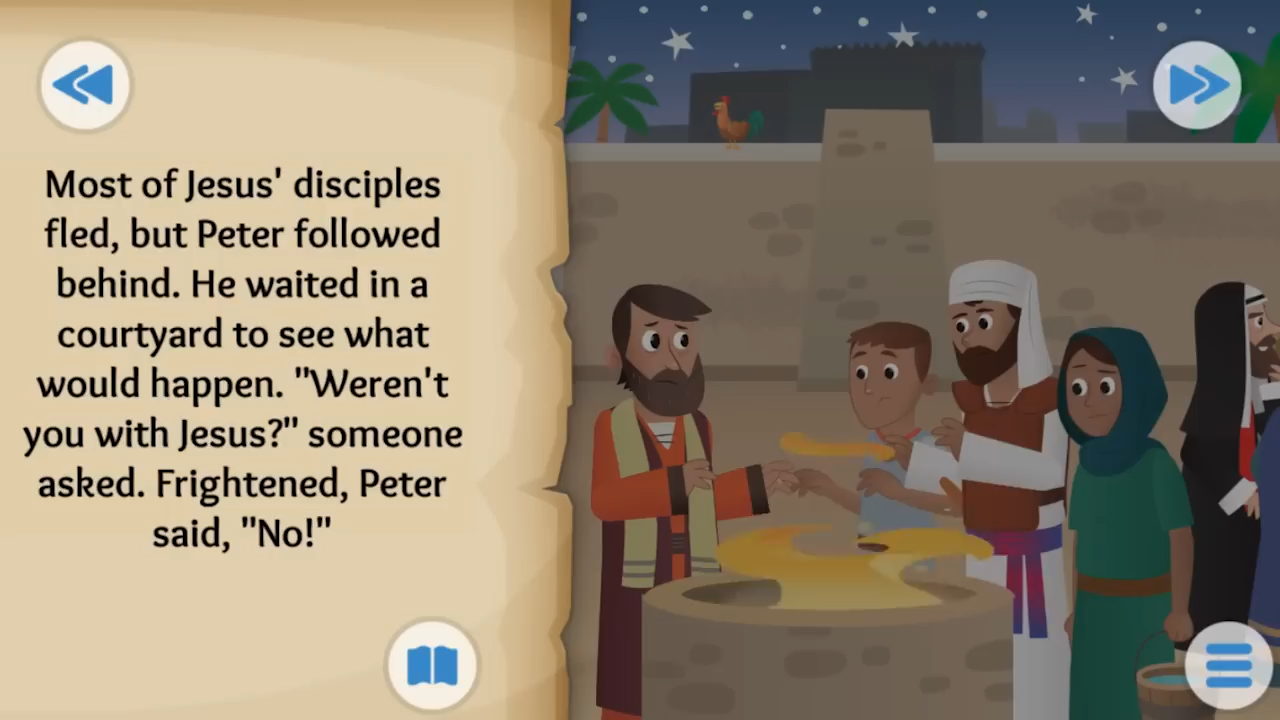 Most of Jesus' disciples
fled, but Peter followed
behind. He waited in a
courtyard to see what
would happen. "Weren't
you with Jesus?" someone
asked. Frightened, Peter
said, "No!"